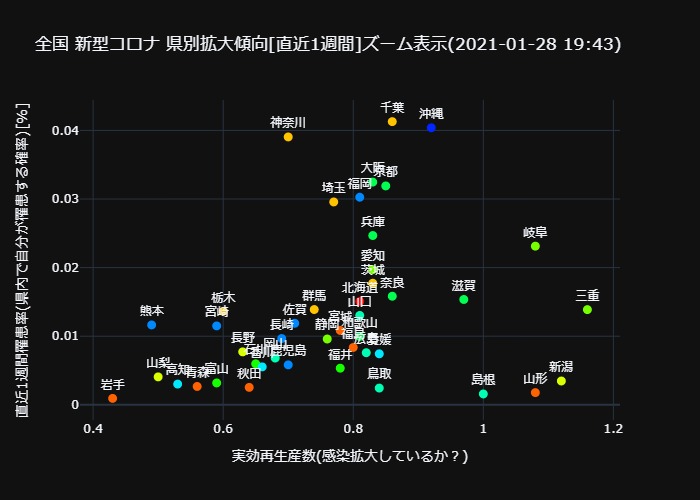 全国 新型コロナ 県別拡大傾向[直近1週間]ズーム表示(2021-01-28 19:43)
直近1週間罹患率(県内で自分が罹患する確率)[%]
0.04
0.03
0.02
0.01
0
千葉
沖縄
神奈川
大阪
京都
福岡
埼玉
兵庫
岐阜
愛知
茨城
北海道
奈良
滋賀
三重
山口
群馬
栃木
佐賀
宮崎
熊本
宮城
長崎
静岡
和歌山
福島
愛媛
長野
岡山
鹿児島
福井
山梨
高知
青森
富山
秋田
鳥取
島根
山形
新潟
岩手
0.4
0.6
0.8
1
1.2
実効再生産数(感染拡大しているか？)